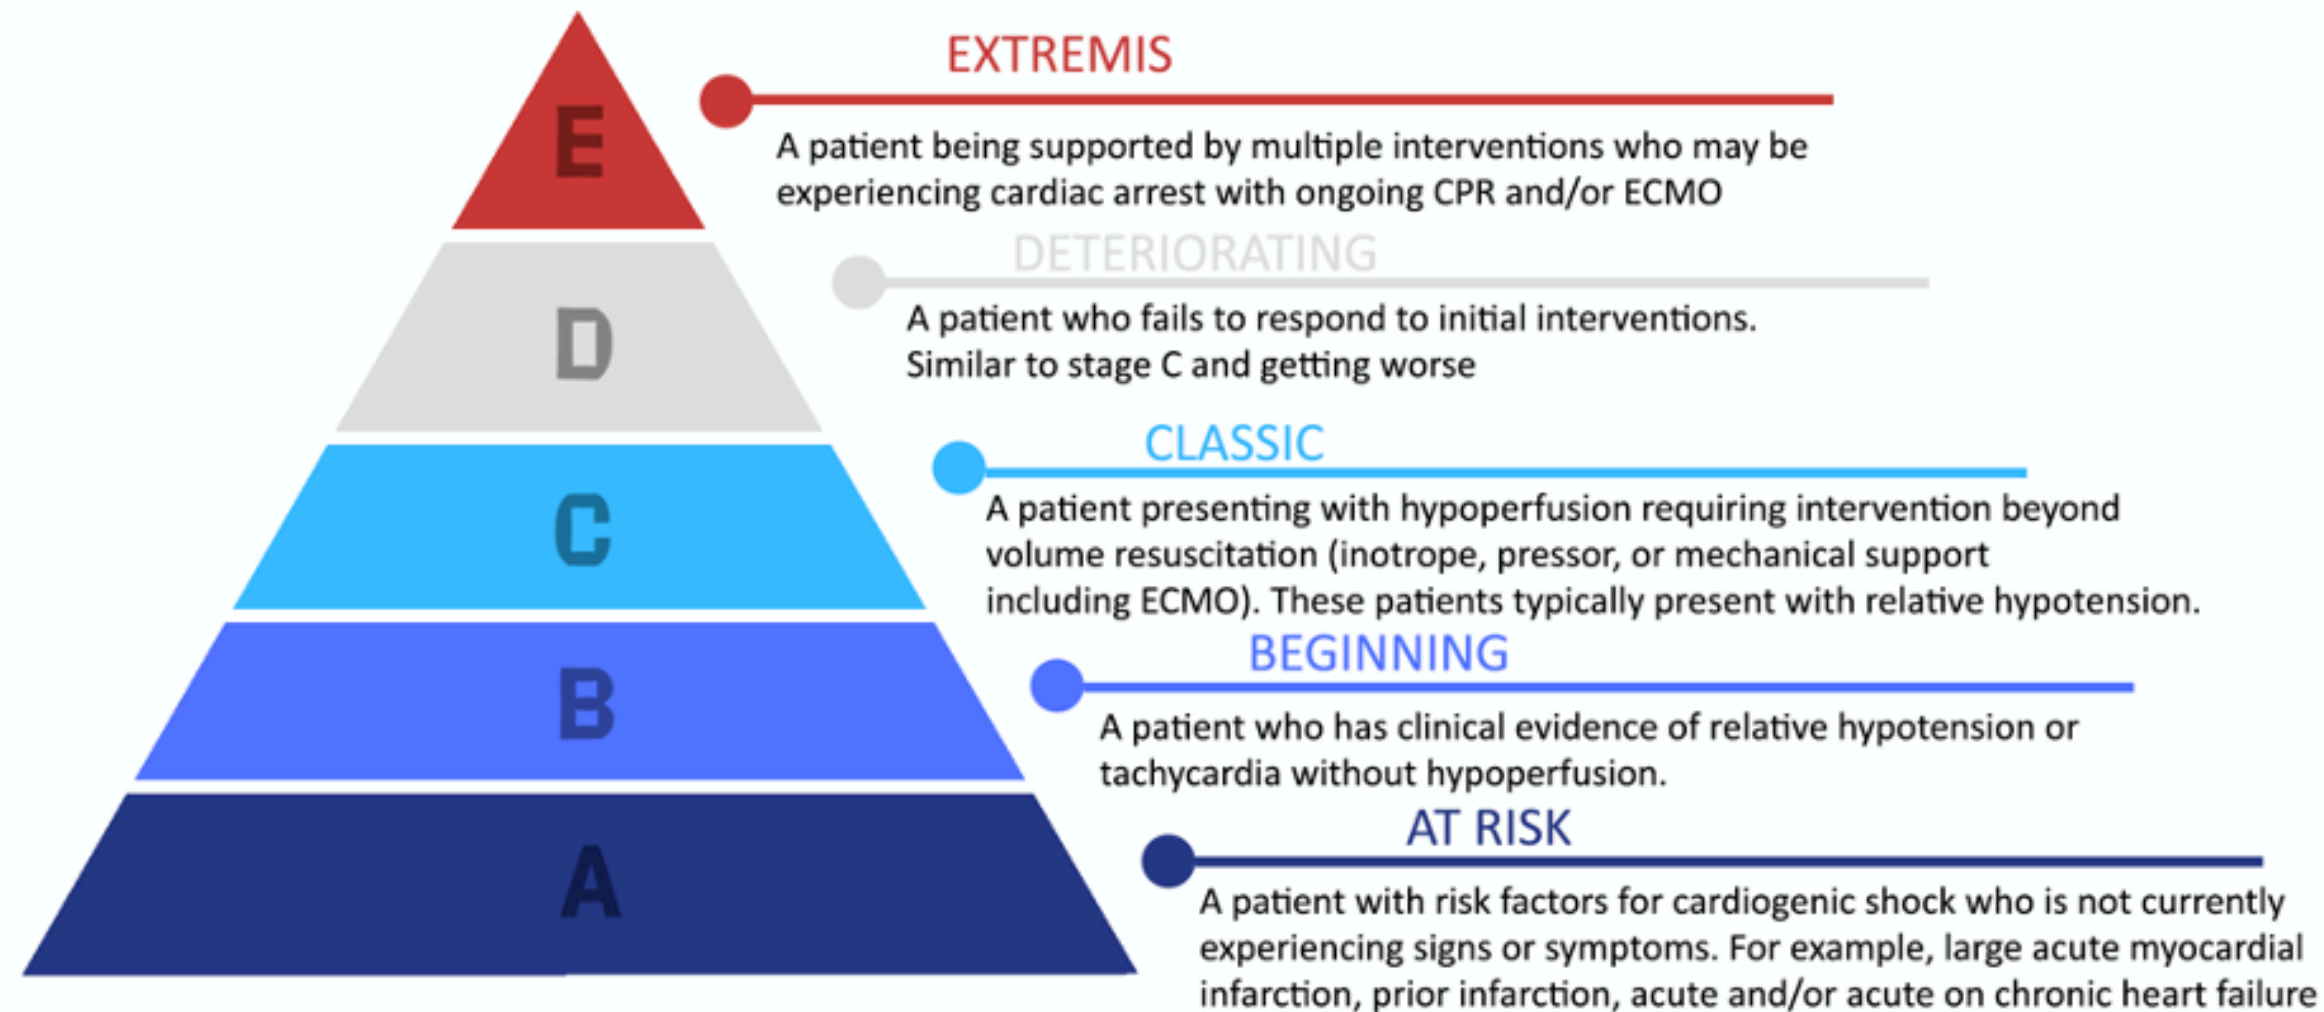 EXTREMIS
E
A patient being supported by multiple interventions who may be
experiencing cardiac arrest with ongoing CPR and/or ECMO
DETERIORATING
D
A patient who fails to respond to initial interventions.
Similar to stage C and getting worse
CLASSIC
C
A patient presenting with hypoperfusion requiring intervention beyond
volume resuscitation (inotrope, pressor, or mechanical support
including ECMO). These patients typically present with relative hypotension.
BEGINNING
B
A patient who has clinical evidence of relative hypotension or
tachycardia without hypoperfusion.
AT RISK
A
A patient with risk factors for cardiogenic shock who is not currently
experiencing signs or symptoms. For example, large acute myocardial
infarction, prior infarction, acute and/or acute on chronic heart failure